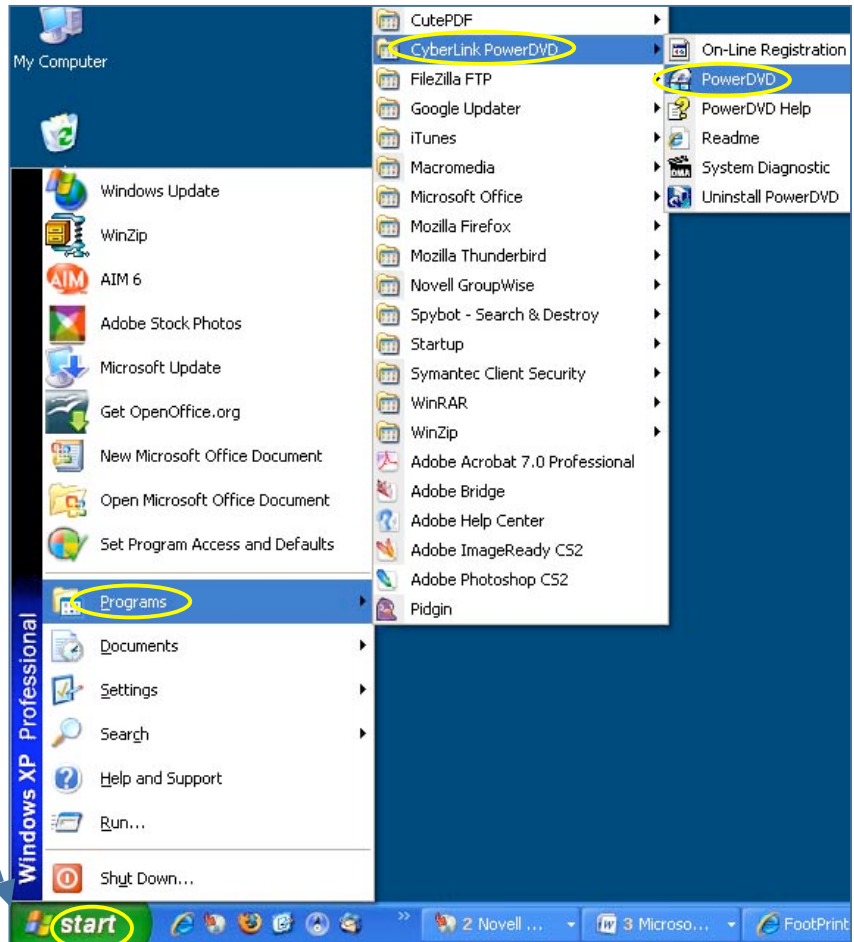 My Computer
Windows Update
WinZip
AIM
AIM 6
Adobe Stock Photos
Microsoft Update
Get OpenOffice.org
New Microsoft Office Document
Open Microsoft Office Document
Set Program Access and Defaults
Programs
Documents
Settings
Search
Help and Support
Run...
Shut Down...
Windows XP Professional
CutePDF
CyberLink PowerDVD
FileZilla FTP
Google Updater
iTunes
Macromedia
Microsoft Office
Mozilla Firefox
Mozilla Thunderbird
Novell GroupWise
Spybot - Search & Destroy
Startup
Symantec Client Security
WinRAR
WinZip
Adobe Acrobat 7.0 Professional
Adobe Bridge
Adobe Help Center
Adobe ImageReady CS2
Adobe Photoshop CS2
Pidgin
On-Line Registration
PowerDVD
PowerDVD Help
Readme
System Diagnostic
Uninstall PowerDVD
start
2 Novell ...
3 Microso...
FootPrint